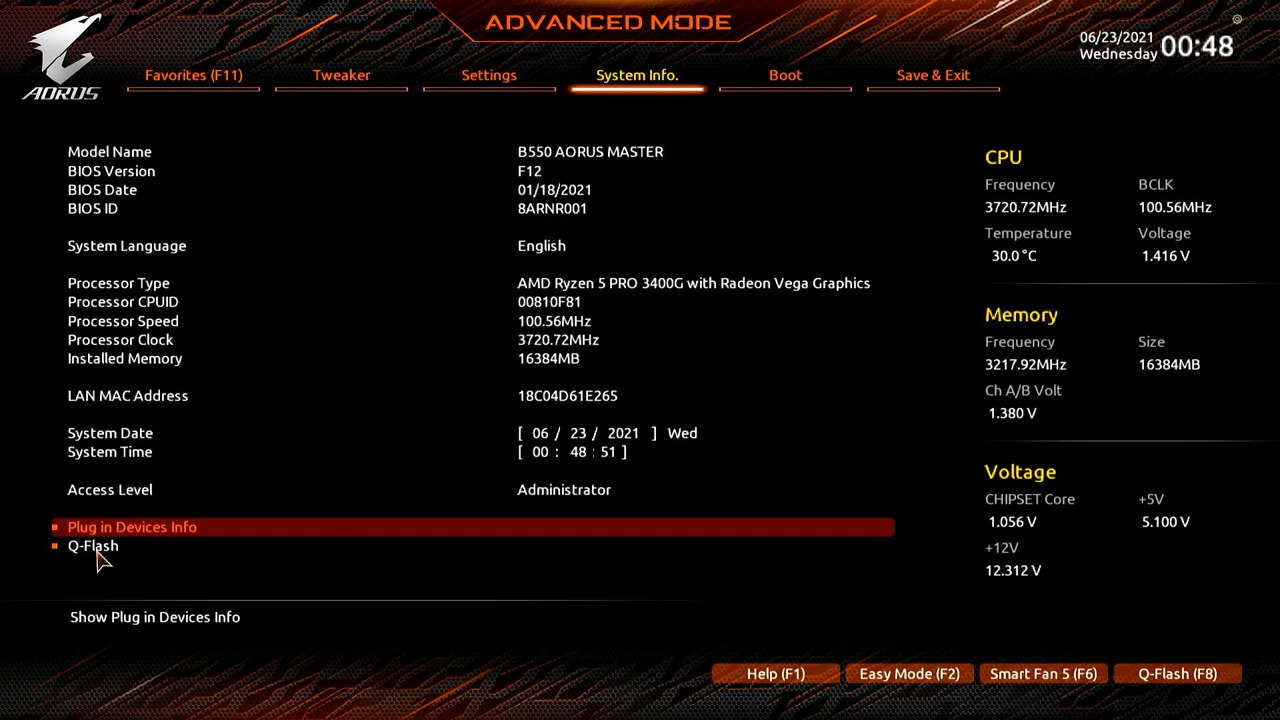 ADVANCED MODE
06/23/2021
Wednesday 00:48
AORUS
Favorites (F11) Tweaker Settings System Info. Boot Save & Exit
Model Name B550 AORUS MASTER
BIOS Version F12
BIOS Date 01/18/2021
BIOS ID 8ARNR001
System Language English
Processor Type AMD Ryzen 5 PRO 3400G with Radeon Vega Graphics
Processor CPUID 00810F81
Processor Speed 100.56MHz
Processor Clock 3720.72MHz
Installed Memory 16384MB
LAN MAC Address 18C04D61E265
System Date [ 06 / 23 / 2021 ] Wed
System Time [ 00 : 48 : 51 ]
Access Level Administrator
Plug in Devices Info
Q-Flash
Show Plug in Devices Info
CPU
Frequency BCLK
3720.72MHz 100.56MHz
Temperature Voltage
30.0 °C 1.416 V
Memory
Frequency Size
3217.92MHz 16384MB
Ch A/B Volt
1.380 V
Voltage
CHIPSET Core +5V
1.056 V 5.100 V
+12V
12.312 V
Help (F1) Easy Mode (F2) Smart Fan 5 (F6) Q-Flash (F8)